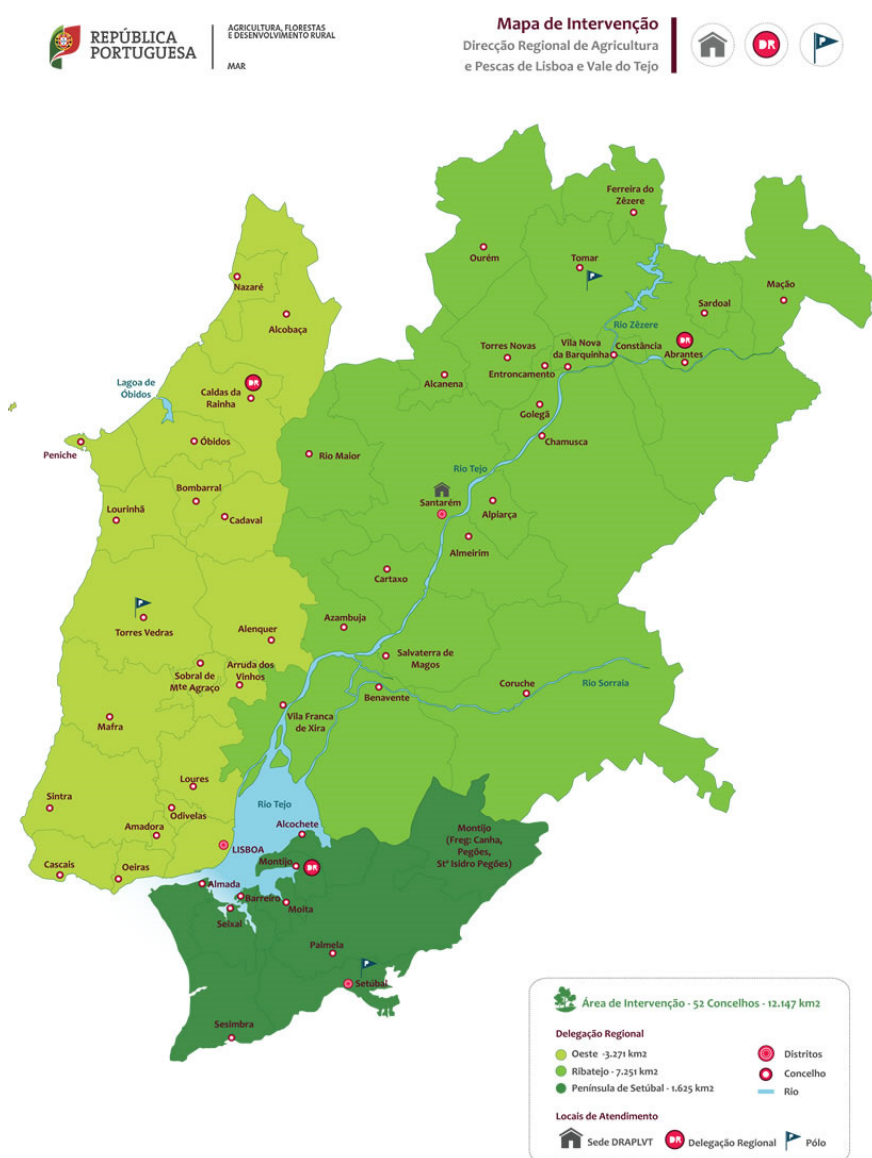 REPÚBLICA
PORTUGUESA
AGRICULTURA, FLORESTAS
E DESENVOLVIMENTO RURAL
MAR
Mapa de Intervenção
Direcção Regional de Agricultura
e Pescas de Lisboa e Vale do Tejo
DR
P
Ferreira do
Zêzere
Ourém
Tomar
P
Nazaré
Mação
Sardoal
Alcobaça
Rio Zêzere
DR
Torres Novas
Vila Nova
da Barquinha
Constância
Abrantes
Entroncamento
Alcanena
Lagoa de
Óbidos
DR
Caldas da
Rainha
Golegã
Chamusca
Óbidos
Peniche
Rio Maior
Rio Tejo
Bombarral
Santarém
Alpiarça
Lourinhã
Cadaval
Almeirim
Cartaxo
P
Torres Vedras
Azambuja
Alenquer
Salvaterra de
Magos
Sobral de
Mte Agraço
Arruda dos
Vinhos
Benavente
Coruche
Rio Sorraia
Mafra
Vila Franca
de Xira
Loures
Sintra
Odivelas
Rio Tejo
Amadora
Alcochete
Montijo
(Freg: Canha,
Pegões,
Stº Isidro Pegões)
LISBOA
Cascais
Oeiras
Montijo
DR
Almada
Barreiro
Moita
Seixal
Palmela
P
Setúbal
Sesimbra
Área de Intervenção - 52 Concelhos - 12.147 km2
Delegação Regional
Oeste -3.271 km2
Ribatejo - 7.251 km2
Península de Setúbal - 1.625 km2
Distritos
Concelho
Rio
Locais de Atendimento
Sede DRAPLVT
DR
Delegação Regional
P
Pólo